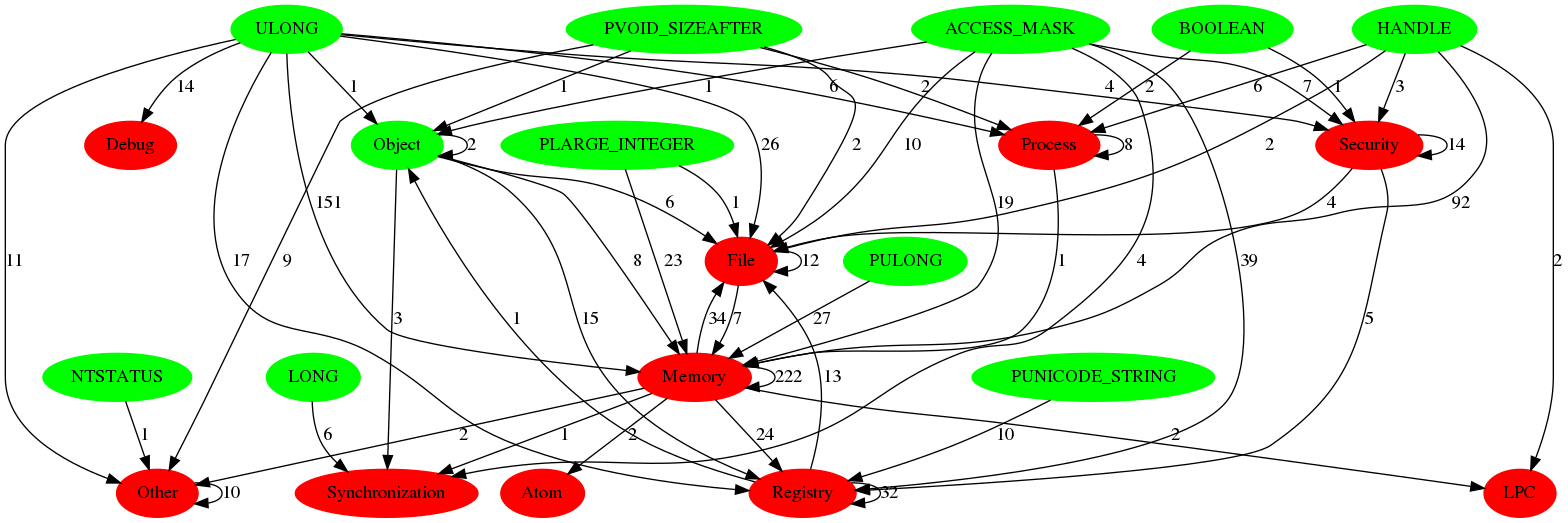 ULONG PVOID_SIZEAFTER ACCESS_MASK BOOLEAN HANDLE
14 1 1 1 6 2 4 2 6 7 1 3
Debug Object PLARGE_INTEGER Process Security
2 26 2 10 2 8 14
151 6 1 19 4 92
11 17 9 8 23 File 12 PULONG 1 4 39 2
3 1 15 34 7 27 5
NTSTATUS LONG Memory 222 13 PUNICODE_STRING
1 6 2 1 2 24 10 2
Other 10 Synchronization Atom Registry 32 LPC